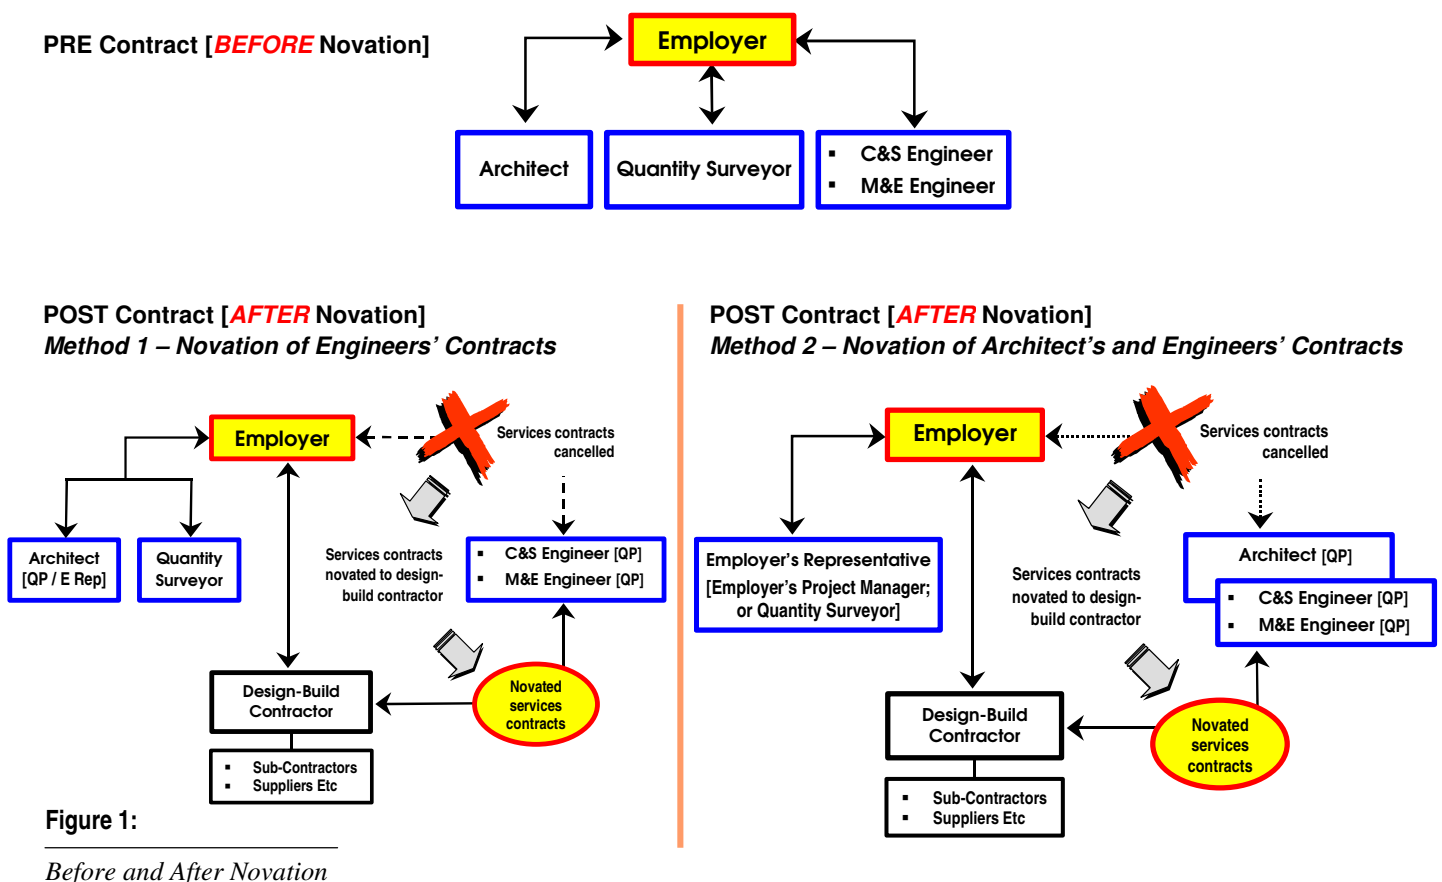 PRE Contract [BEFORE Novation]
Employer
Architect
Quantity Surveyor
▪ C&S Engineer
▪ M&E Engineer
POST Contract [AFTER Novation]
Method 1 – Novation of Engineers’ Contracts
Employer
Services contracts
cancelled
Architect
[QP / E Rep]
Quantity
Surveyor
Services contracts
novated to design-
build contractor
▪ C&S Engineer [QP]
▪ M&E Engineer [QP]
Design-Build
Contractor
Novated
services
contracts
▪ Sub-Contractors
▪ Suppliers Etc
POST Contract [AFTER Novation]
Method 2 – Novation of Architect’s and Engineers’ Contracts
Employer
Services contracts
cancelled
Employer’s Representative
[Employer’s Project Manager;
or Quantity Surveyor]
Services contracts
novated to design-
build contractor
Architect [QP]
▪ C&S Engineer [QP]
▪ M&E Engineer [QP]
Design-Build
Contractor
Novated
services
contracts
▪ Sub-Contractors
▪ Suppliers Etc
Figure 1:
Before and After Novation